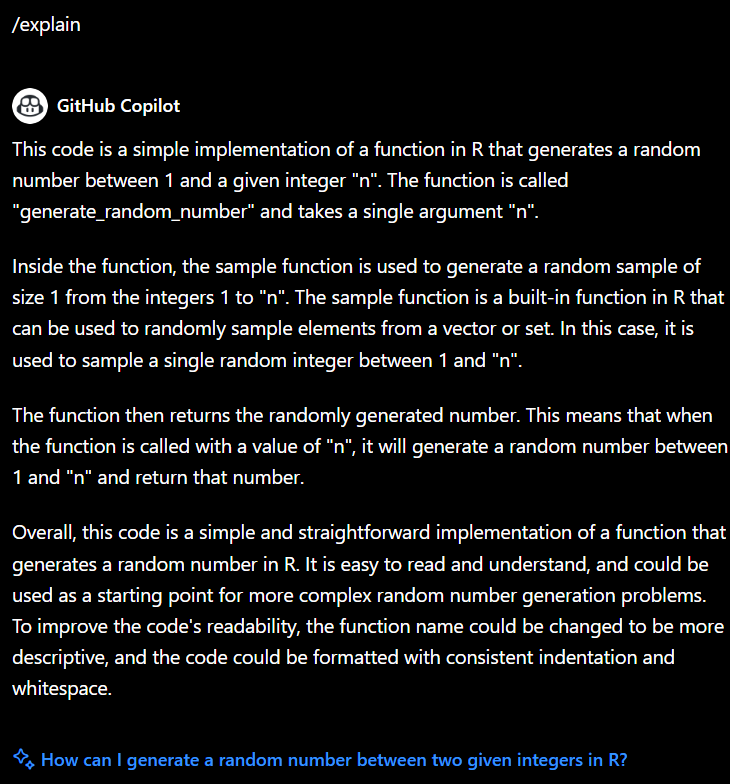 /explain
GitHub Copilot
This code is a simple implementation of a function in R that generates a random
number between 1 and a given integer "n". The function is called
"generate_random_number" and takes a single argument "n".
Inside the function, the sample function is used to generate a random sample of
size 1 from the integers 1 to "n". The sample function is a built-in function in R that
can be used to randomly sample elements from a vector or set. In this case, it is
used to sample a single random integer between 1 and "n".
The function then returns the randomly generated number. This means that when
the function is called with a value of "n", it will generate a random number between
1 and "n" and return that number.
Overall, this code is a simple and straightforward implementation of a function that
generates a random number in R. It is easy to read and understand, and could be
used as a starting point for more complex random number generation problems.
To improve the code's readability, the function name could be changed to be more
descriptive, and the code could be formatted with consistent indentation and
whitespace.
How can I generate a random number between two given integers in R?